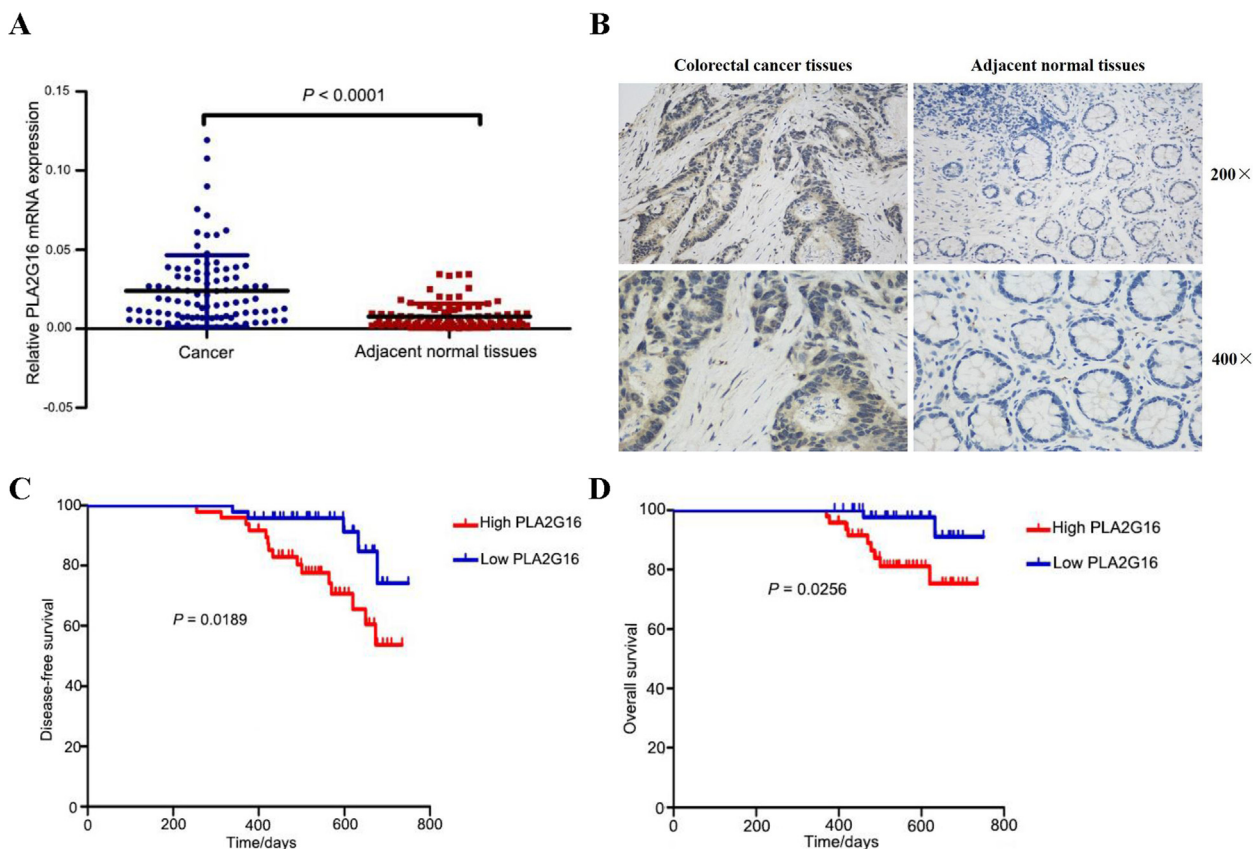 A
Relative PLA2G16 mRNA expression
0.15
0.10
0.05
0.00
-0.05
P < 0.0001
Cancer
Adjacent normal tissues
B
Colorectal cancer tissues
Adjacent normal tissues
200×
400×
C
Disease-free survival
100
80
60
40
20
0
0 200 400 600 800
Time/days
High PLA2G16
Low PLA2G16
P = 0.0189
D
Overall survival
100
80
60
40
20
0
0 200 400 600 800
Time/days
High PLA2G16
Low PLA2G16
P = 0.0256